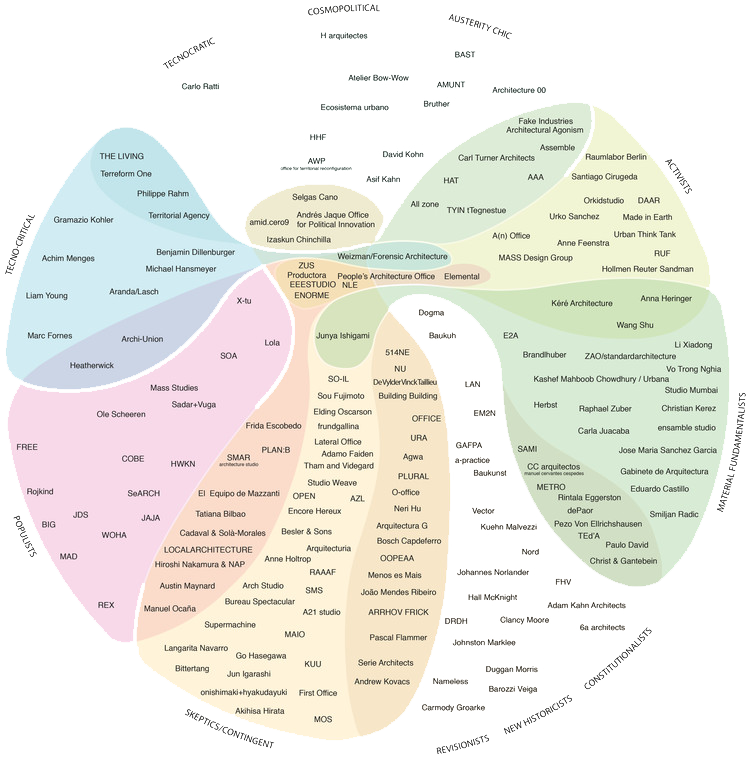 COSMOPOLITICAL
AUSTERITY CHIC
TECNOCRATIC
H arquitectes
BAST
Carlo Ratti
Atelier Bow-Wow
AMUNT
Architecture 00
Ecosistema urbano
Bruther
HHF
AWP
office for territorial reconfiguration
David Kohn
Asif Kahn
Fake Industries
Architectural Agonism
Assemble
Carl Turner Architects
HAT
AAA
All zone
TYIN tTegnestue
ACTIVISTS
Raumlabor Berlin
Santiago Cirugeda
Orkidstudio
DAAR
Urko Sanchez
Made in Earth
A(n) Office
Urban Think Tank
Anne Feenstra
MASS Design Group
RUF
Hollmen Reuter Sandman
THE LIVING
Terreform One
Philippe Rahm
Territorial Agency
Gramazio Kohler
TECNO-CRITICAL
Achim Menges
Benjamin Dillenburger
Michael Hansmeyer
Liam Young
Aranda/Lasch
Marc Fornes
Archi-Union
Heatherwick
Selgas Cano
amid.cero9
Andrés Jaque Office
for Political Innovation
Izaskun Chinchilla
Weizman/Forensic Architecture
ZUS
Productora
People's Architecture Office
Elemental
EEESTUDIO
NLE
ENORME
Junya Ishigami
X-tu
Lola
SOA
Mass Studies
Sadar+Vuga
Ole Scheeren
FREE
COBE
HWKN
Rojkind
SeARCH
BIG
JDS
JAJA
WOHA
MAD
REX
POPULISTS
Frida Escobedo
SMAR
architecture studio
PLAN:B
El Equipo de Mazzanti
Tatiana Bilbao
Cadaval & Solà-Morales
LOCALARCHITECTURE
Hiroshi Nakamura & NAP
Austin Maynard
Manuel Ocaña
SO-IL
Sou Fujimoto
Elding Oscarson
frundgallina
Lateral Office
Adamo Faiden
Tham and Videgard
Studio Weave
OPEN
AZL
Encore Hereux
Besler & Sons
Arquitecturia
Anne Holtrop
RAAAF
Arch Studio
SMS
Bureau Spectacular
A21 studio
Supermachine
MAIO
Langarita Navarro
Go Hasegawa
KUU
Bittertang
Jun Igarashi
onishimaki+hyakudayuki
First Office
Akihisa Hirata
MOS
SKEPTICS/CONTINGENT
514NE
NU
DeVylderVinckTaillieu
Building Building
OFFICE
URA
Agwa
PLURAL
O-office
Neri Hu
Arquitectura G
Bosch Capdeferro
OOPEAA
Menos es Mais
João Mendes Ribeiro
ARRHOV FRICK
Pascal Flammer
Serie Architects
Andrew Kovacs
Dogma
Baukuh
LAN
EM2N
GAFPA
a-practice
Baukunst
Vector
Kuehn Malvezzi
Nord
Johannes Norlander
FHV
Hall McKnight
Adam Kahn Architects
DRDH
Clancy Moore
6a architects
Johnston Marklee
Duggan Morris
Nameless
Barozzi Veiga
Carmody Groarke
REVISIONISTS
NEW HISTORICISTS
CONSTITUTIONALISTS
Kéré Architecture
Anna Heringer
Wang Shu
E2A
Li Xiadong
Brandlhuber
ZAO/standardarchitecture
Vo Trong Nghia
Kashef Mahboob Chowdhury / Urbana
Studio Mumbai
Herbst
Raphael Zuber
Christian Kerez
Carla Juacaba
ensamble studio
SAMI
Jose Maria Sanchez Garcia
CC arquitectos
manuel cervantes cespedes
Gabinete de Arquitectura
METRO
Eduardo Castillo
Rintala Eggerston
dePaor
Smiljan Radic
Pezo Von Ellrichshausen
TEd'A
Paulo David
Christ & Gantebein
MATERIAL FUNDAMENTALISTS